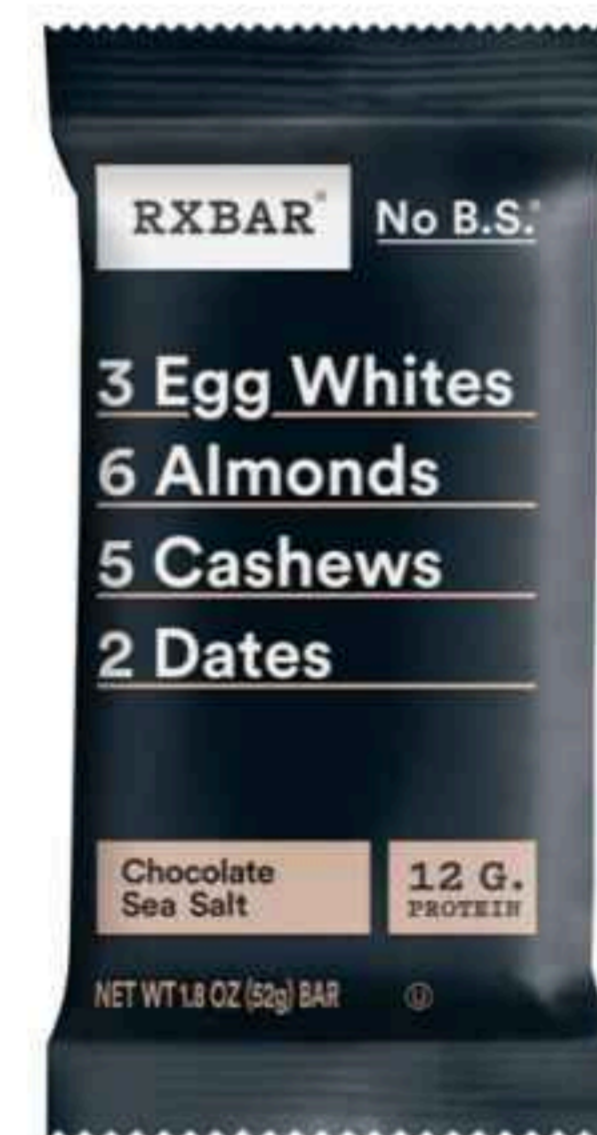 RXBAR® No B.S.®
3 Egg Whites
6 Almonds
5 Cashews
2 Dates
Chocolate
Sea Salt
12 G.
PROTEIN
NET WT 1.8 OZ (52g) BAR Ⓤ